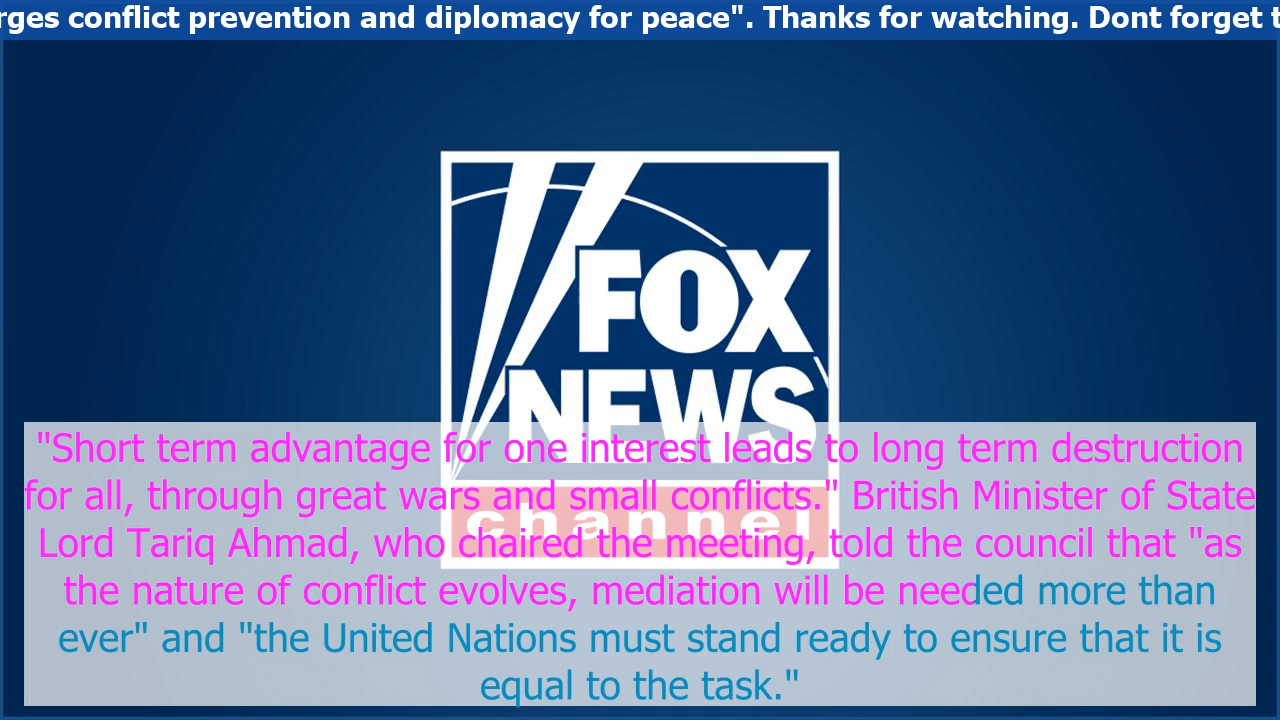 rges conflict prevention and diplomacy for peace". Thanks for watching. Dont forget t
FOX
NEWS
channel
"Short term advantage for one interest leads to long term destruction
for all, through great wars and small conflicts." British Minister of State
Lord Tariq Ahmad, who chaired the meeting, told the council that "as
the nature of conflict evolves, mediation will be needed more than
ever" and "the United Nations must stand ready to ensure that it is
equal to the task."